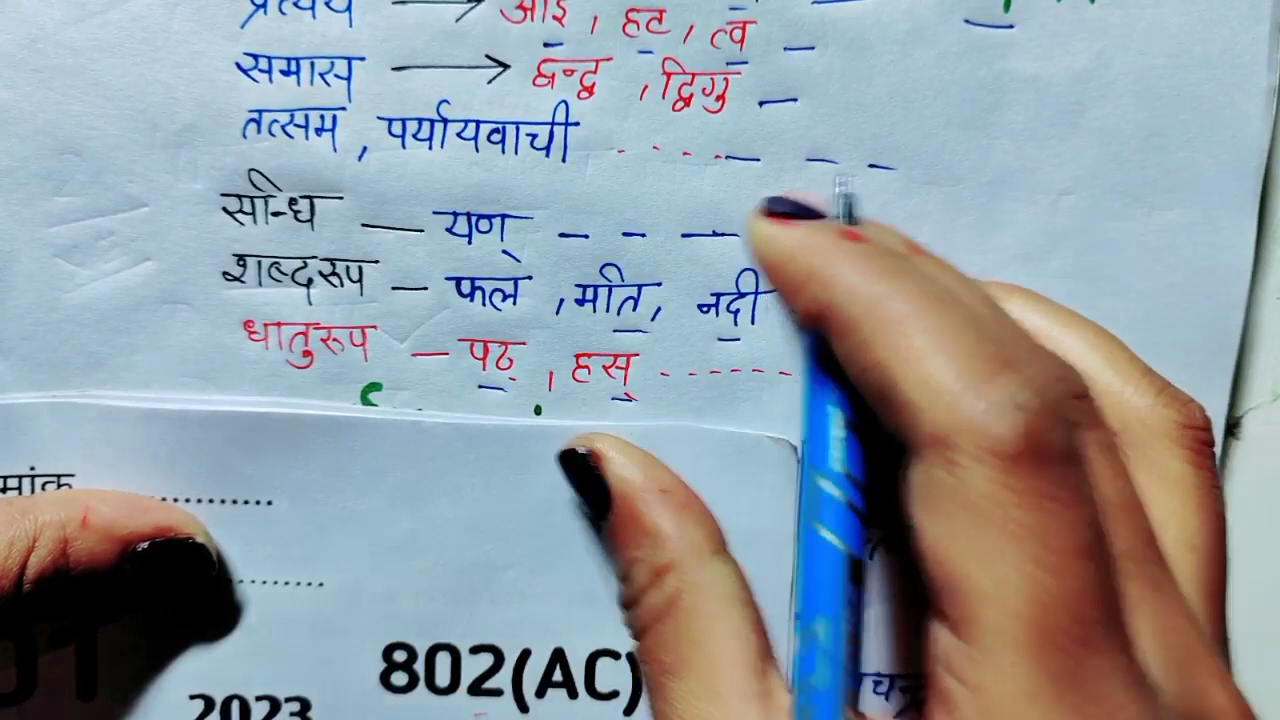 प्रत्यय → आई, हट, त्व –
समास → द्वन्द्व, द्विगु –
तत्सम, पर्यायवाची ..... – – –
सन्धि – यण् – – –
शब्दरूप – फल, मति, नदी
धातुरूप – पठ्, हस् ......
मांक ..........
..........
802(AC)
2023